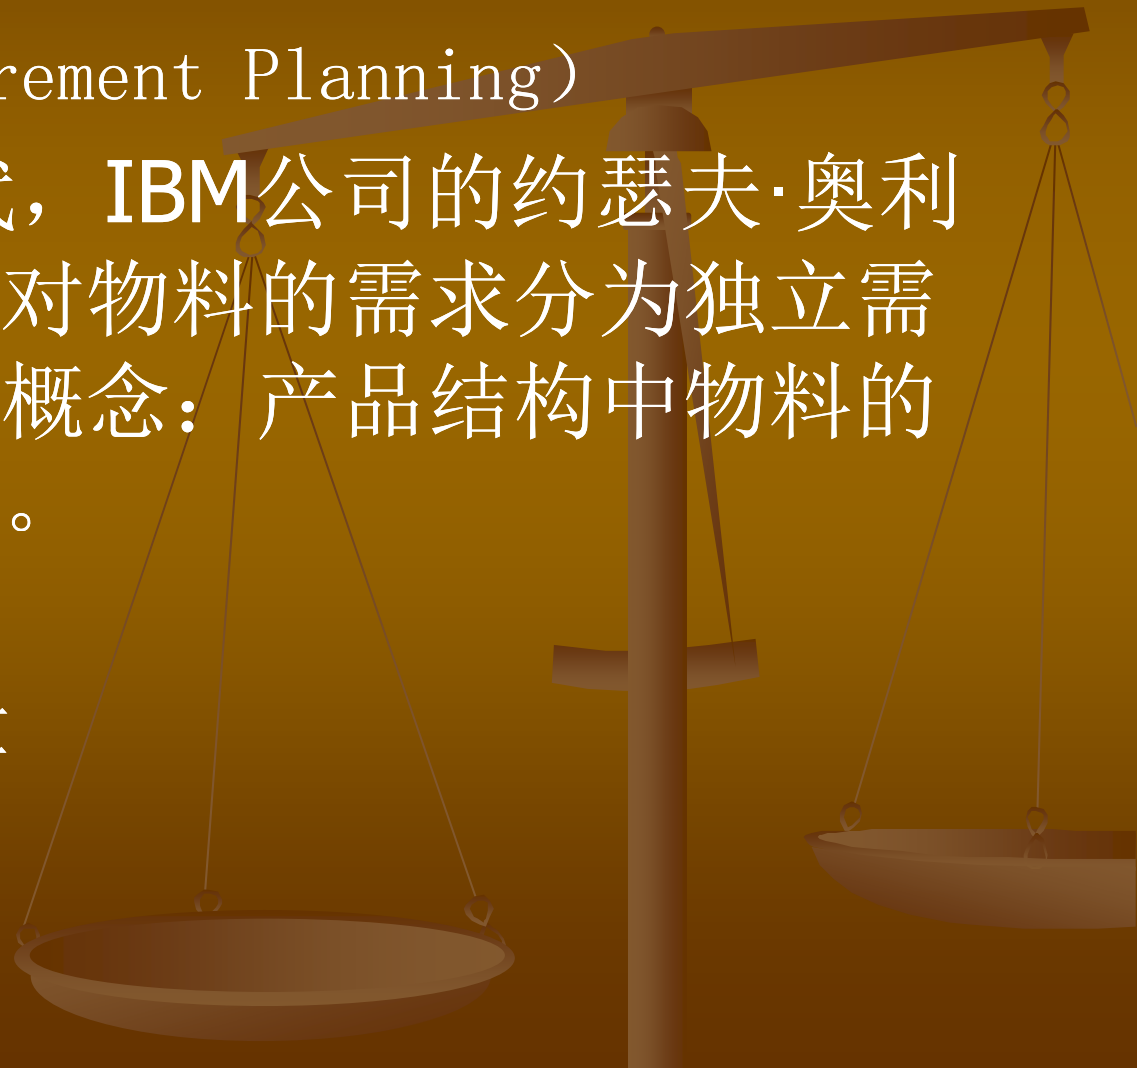 rement Planning）
，IBM公司的约瑟夫·奥利
对物料的需求分为独立需
概念：产品结构中物料的
。